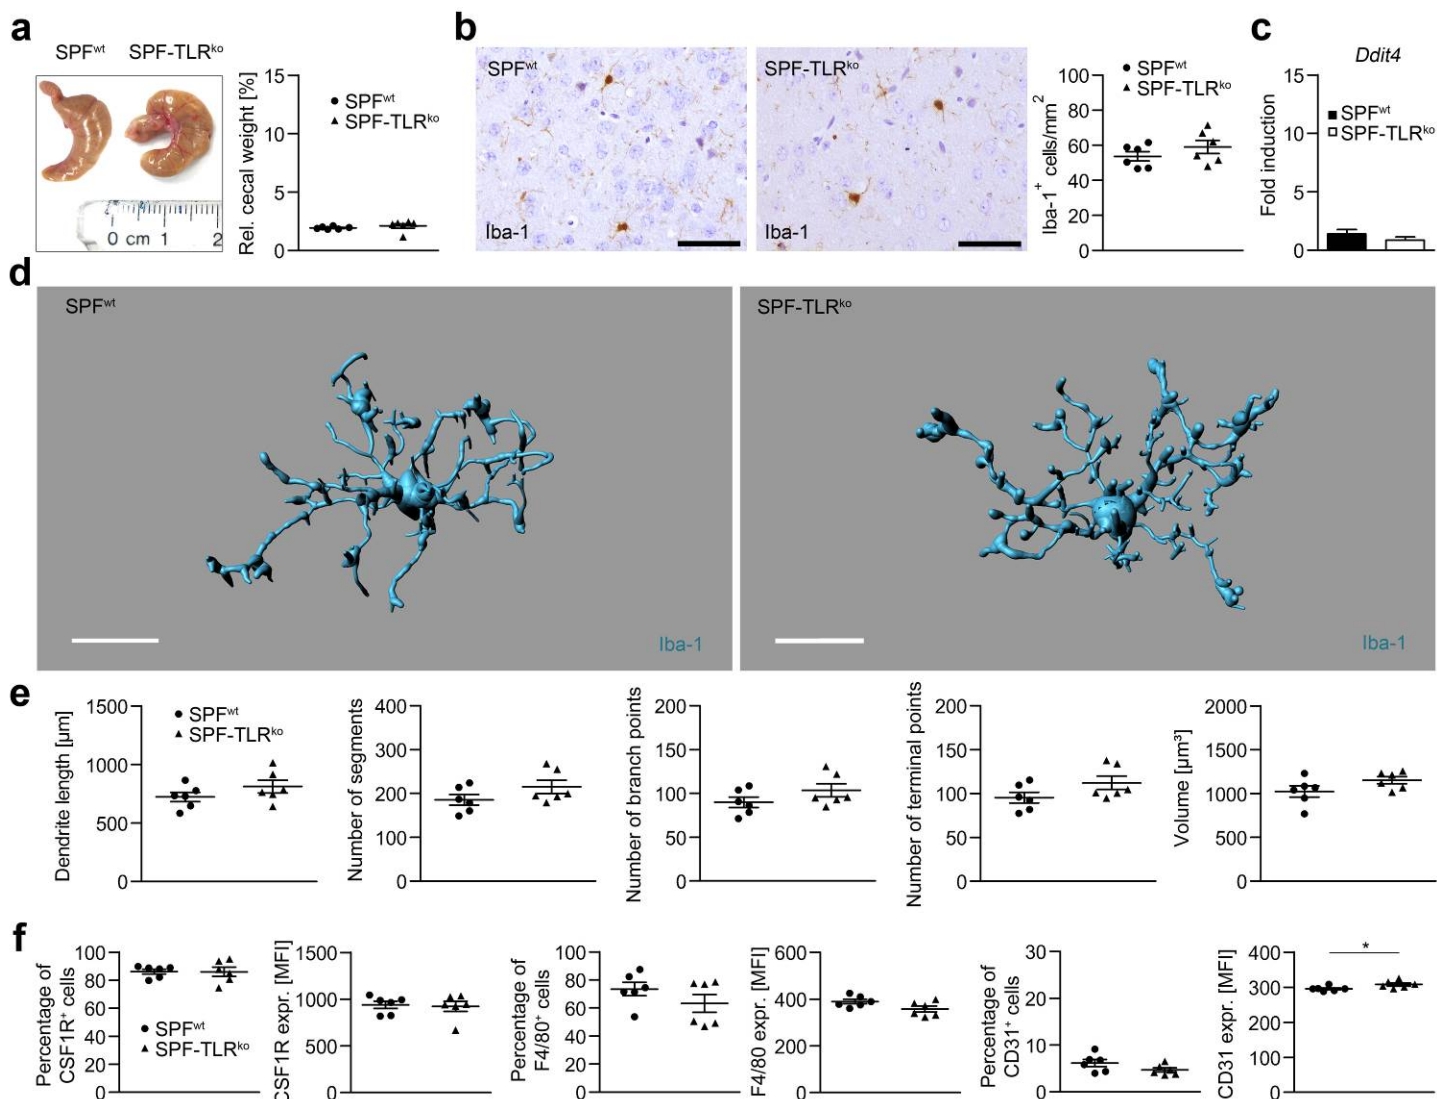 a
SPFwt SPF-TLRko
0 cm 1 2
Rel. cecal weight [%]
15
10
5
0
SPFwt
SPF-TLRko
b
SPFwt
Iba-1
SPF-TLRko
Iba-1
Iba-1+ cells/mm2
100
80
60
40
20
0
SPFwt
SPF-TLRko
c
Ddit4
Fold induction
15
10
5
0
SPFwt
SPF-TLRko
d
SPFwt
Iba-1
SPF-TLRko
Iba-1
e
Dendrite length [µm]
1500
1000
500
0
SPFwt
SPF-TLRko
Number of segments
400
300
200
100
0
Number of branch points
200
150
100
50
0
Number of terminal points
200
150
100
50
0
Volume [µm³]
2000
1500
1000
500
0
f
Percentage of
CSF1R+ cells
100
80
60
40
20
0
SPFwt
SPF-TLRko
CSF1R expr. [MFI]
1500
1000
500
0
Percentage of
F4/80+ cells
100
80
60
40
20
0
F4/80 expr. [MFI]
600
400
200
0
Percentage of
CD31+ cells
30
20
10
0
CD31 expr. [MFI]
400
300
200
100
0
*